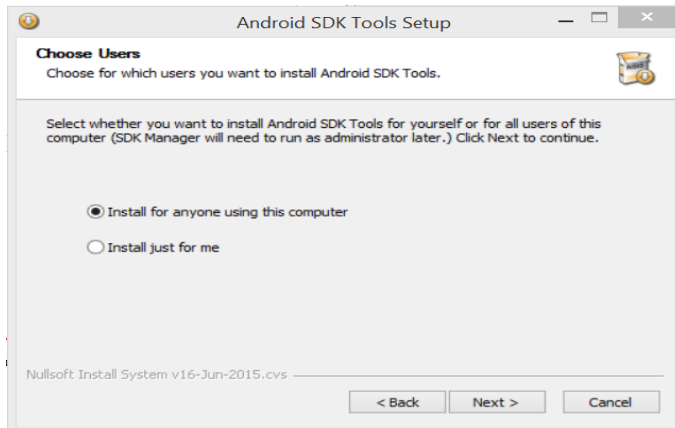 Android SDK Tools Setup
Choose Users
Choose for which users you want to install Android SDK Tools.
Select whether you want to install Android SDK Tools for yourself or for all users of this
computer (SDK Manager will need to run as administrator later.) Click Next to continue.
Install for anyone using this computer
Install just for me
Nullsoft Install System v16-Jun-2015.cvs
< Back Next > Cancel